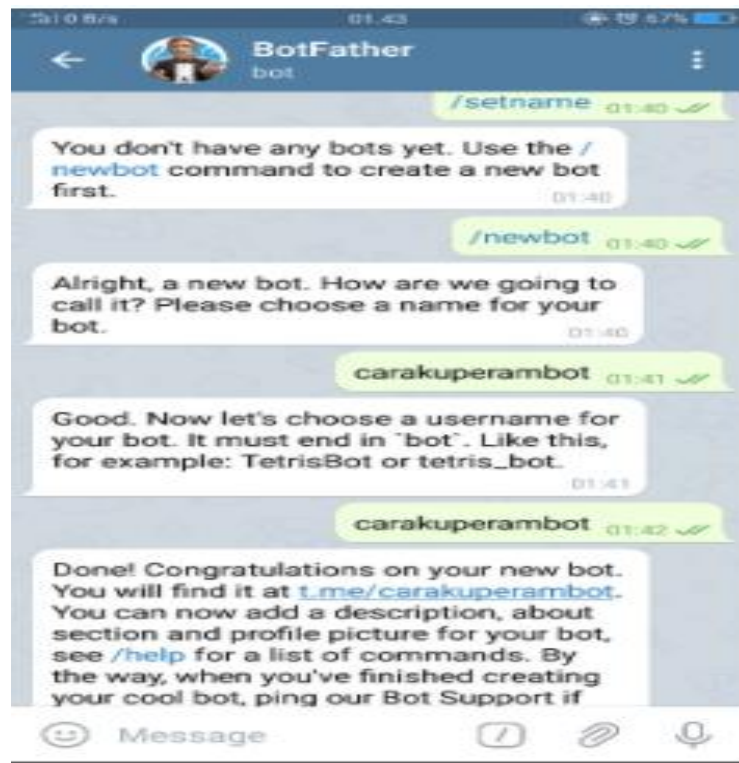 01.43
67%
BotFather
bot
/setname 01:40
You don't have any bots yet. Use the /
newbot command to create a new bot
first.
01:40
/newbot 01:40
Alright, a new bot. How are we going to
call it? Please choose a name for your
bot.
01:40
carakuperambot 01:41
Good. Now let's choose a username for
your bot. It must end in `bot`. Like this,
for example: TetrisBot or tetris_bot.
01:41
carakuperambot 01:42
Done! Congratulations on your new bot.
You will find it at t.me/carakuperambot.
You can now add a description, about
section and profile picture for your bot,
see /help for a list of commands. By
the way, when you've finished creating
your cool bot, ping our Bot Support if
Message